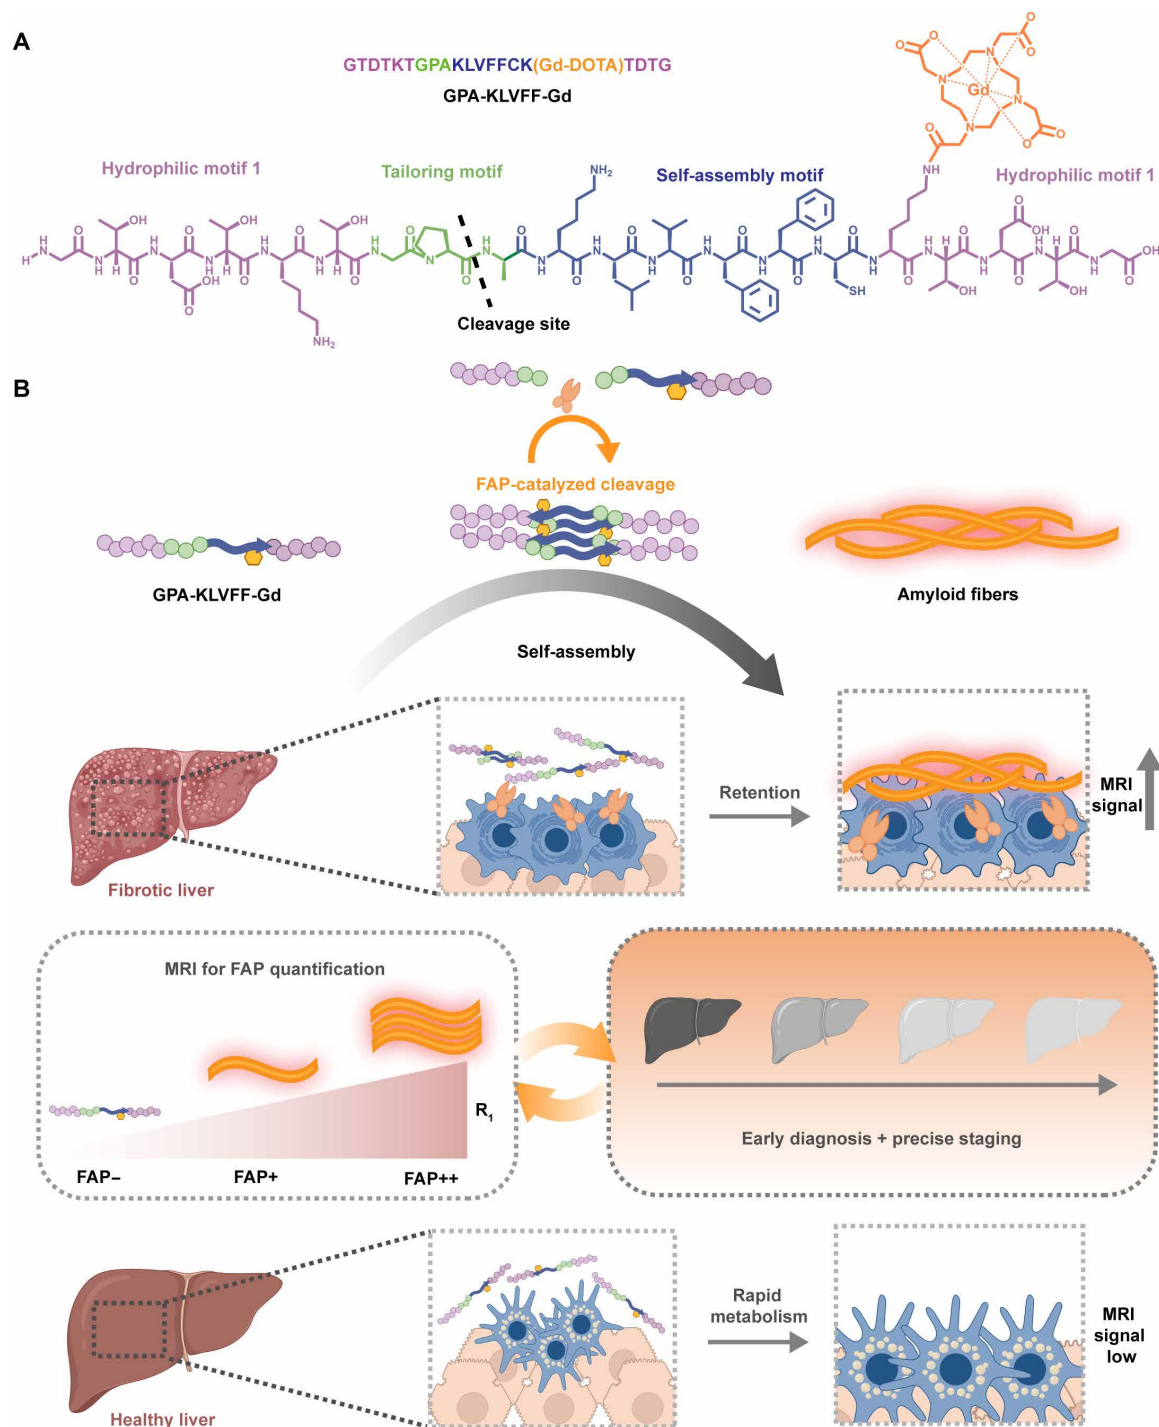 A
GTDTKTGPAKLVFFCK(Gd-DOTA)TDTG
GPA-KLVFF-Gd
Hydrophilic motif 1
Tailoring motif
Self-assembly motif
Hydrophilic motif 1
Cleavage site
B
FAP-catalyzed cleavage
GPA-KLVFF-Gd
Amyloid fibers
Self-assembly
Retention
MRI
signal
Fibrotic liver
MRI for FAP quantification
R1
FAP–
FAP+
FAP++
Early diagnosis + precise staging
Rapid
metabolism
MRI
signal
low
Healthy liver